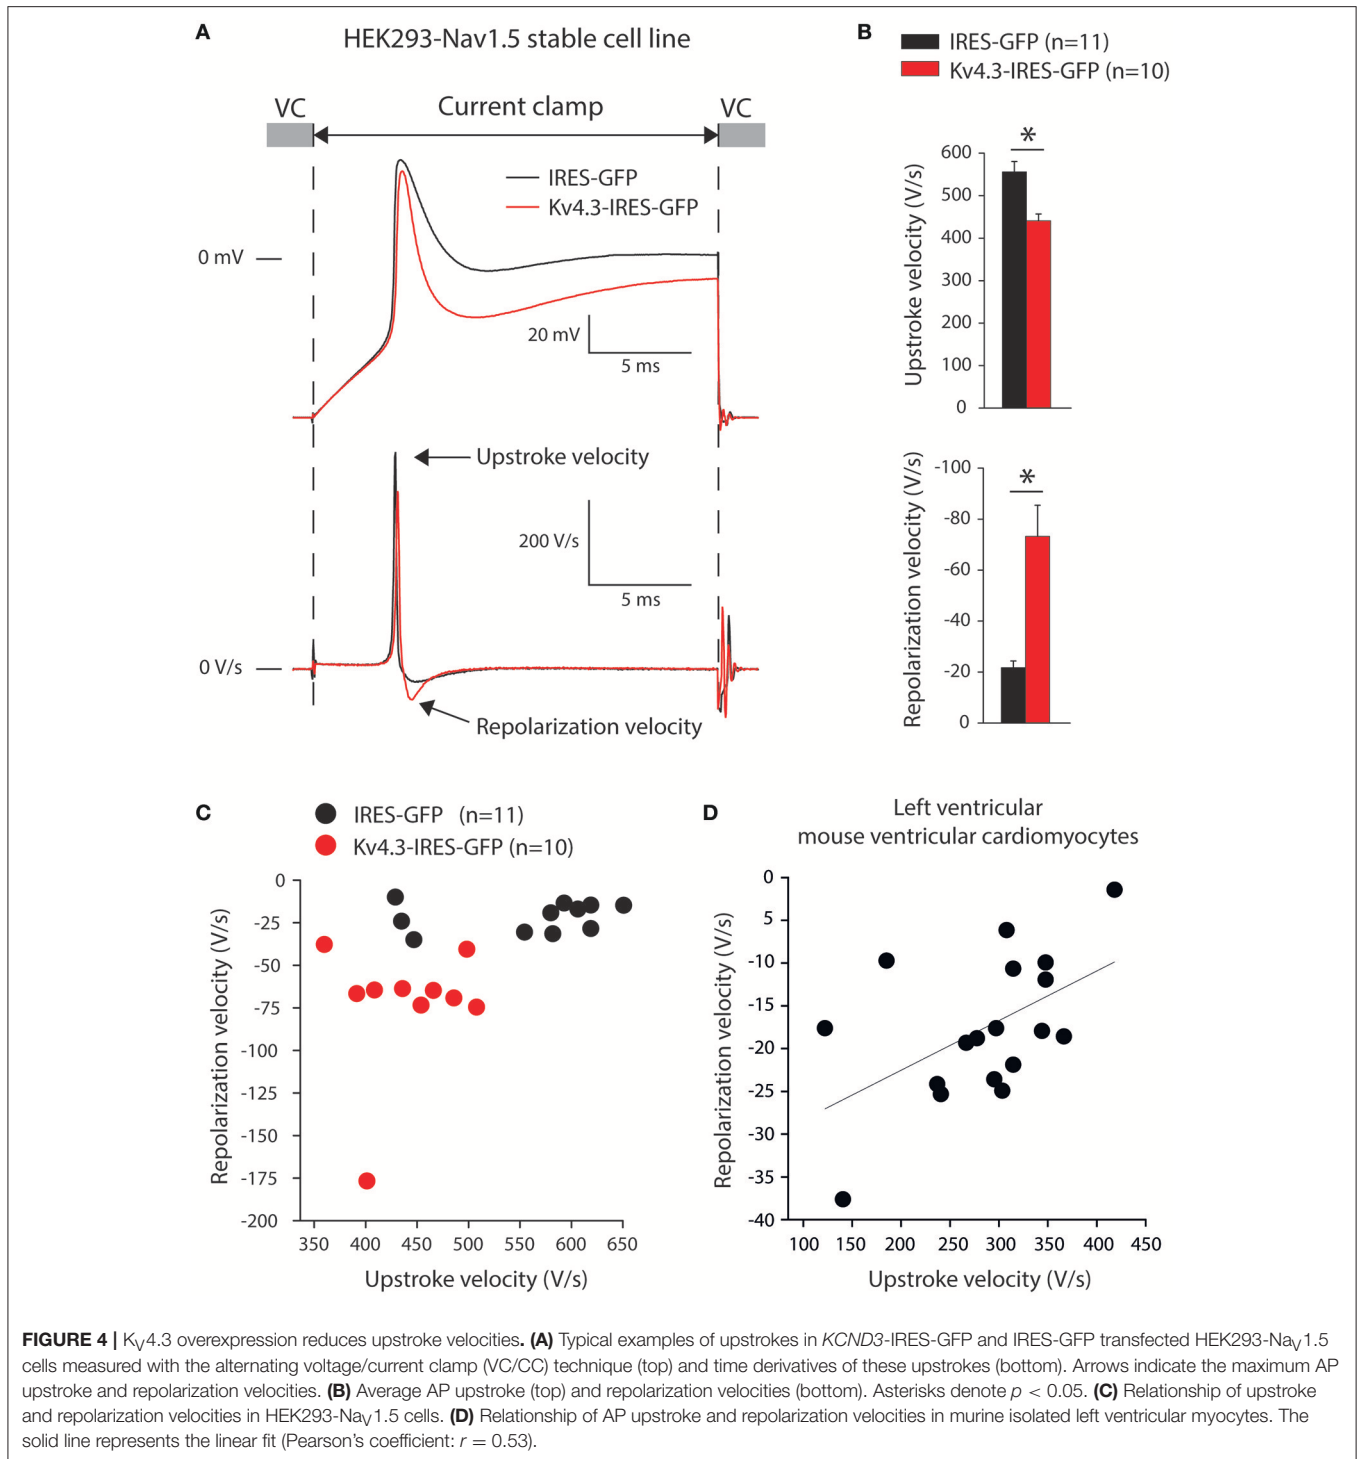 A
HEK293-Nav1.5 stable cell line
VC
Current clamp
VC
IRES-GFP
Kv4.3-IRES-GFP
0 mV
20 mV
5 ms
Upstroke velocity
200 V/s
5 ms
0 V/s
Repolarization velocity
B
IRES-GFP (n=11)
Kv4.3-IRES-GFP (n=10)
*
600
500
400
300
200
100
0
Upstroke velocity (V/s)
*
-100
-80
-60
-40
-20
0
Repolarization velocity (V/s)
C
IRES-GFP (n=11)
Kv4.3-IRES-GFP (n=10)
0
-25
-50
-75
-100
-125
-150
-175
-200
Repolarization velocity (V/s)
350 400 450 500 550 600 650
Upstroke velocity (V/s)
D
Left ventricular
mouse ventricular cardiomyocytes
0
5
-10
-15
-20
-25
-30
-35
-40
Repolarization velocity (V/s)
100 150 200 250 300 350 400 450
Upstroke velocity (V/s)
FIGURE 4 | KV4.3 overexpression reduces upstroke velocities. (A) Typical examples of upstrokes in KCND3-IRES-GFP and IRES-GFP transfected HEK293-NaV1.5
cells measured with the alternating voltage/current clamp (VC/CC) technique (top) and time derivatives of these upstrokes (bottom). Arrows indicate the maximum AP
upstroke and repolarization velocities. (B) Average AP upstroke (top) and repolarization velocities (bottom). Asterisks denote p < 0.05. (C) Relationship of upstroke
and repolarization velocities in HEK293-NaV1.5 cells. (D) Relationship of AP upstroke and repolarization velocities in murine isolated left ventricular myocytes. The
solid line represents the linear fit (Pearson's coefficient: r = 0.53).